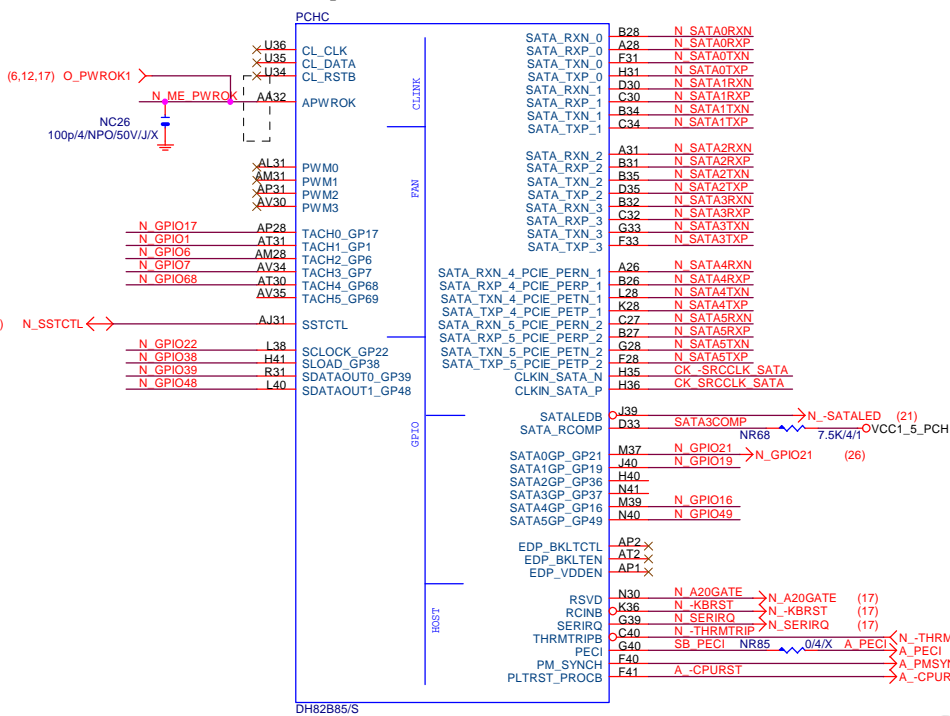 PCHC
U36 CL_CLK
U35 CL_DATA
U34 CL_RSTB
(6,12,17) O_PWROK1
N_ME_PWROK AA32 APWROK
NC26
100p/4/NPO/50V/J/X
AL31 PWM0
AM31 PWM1
AP31 PWM2
AV30 PWM3
N_GPIO17 AP28 TACH0_GP17
N_GPIO1 AT31 TACH1_GP1
N_GPIO6 AM28 TACH2_GP6
N_GPIO7 AV34 TACH3_GP7
N_GPIO68 AT30 TACH4_GP68
AV35 TACH5_GP69
) N_SSTCTL AJ31 SSTCTL
N_GPIO22 L38 SCLOCK_GP22
N_GPIO38 H41 SLOAD_GP38
N_GPIO39 R31 SDATAOUT0_GP39
N_GPIO48 L40 SDATAOUT1_GP48
CLINK
FAN
GPIO
HOST
SATA_RXN_0 B28 N_SATA0RXN
SATA_RXP_0 A28 N_SATA0RXP
SATA_TXN_0 F31 N_SATA0TXN
SATA_TXP_0 H31 N_SATA0TXP
SATA_RXN_1 D30 N_SATA1RXN
SATA_RXP_1 C30 N_SATA1RXP
SATA_TXN_1 B34 N_SATA1TXN
SATA_TXP_1 C34 N_SATA1TXP
SATA_RXN_2 A31 N_SATA2RXN
SATA_RXP_2 B31 N_SATA2RXP
SATA_TXN_2 B35 N_SATA2TXN
SATA_TXP_2 D35 N_SATA2TXP
SATA_RXN_3 B32 N_SATA3RXN
SATA_RXP_3 C32 N_SATA3RXP
SATA_TXN_3 G33 N_SATA3TXN
SATA_TXP_3 F33 N_SATA3TXP
SATA_RXN_4_PCIE_PERN_1 A26 N_SATA4RXN
SATA_RXP_4_PCIE_PERP_1 B26 N_SATA4RXP
SATA_TXN_4_PCIE_PETN_1 L28 N_SATA4TXN
SATA_TXP_4_PCIE_PETP_1 K28 N_SATA4TXP
SATA_RXN_5_PCIE_PERN_2 C27 N_SATA5RXN
SATA_RXP_5_PCIE_PERP_2 B27 N_SATA5RXP
SATA_TXN_5_PCIE_PETN_2 G28 N_SATA5TXN
SATA_TXP_5_PCIE_PETP_2 F28 N_SATA5TXP
CLKIN_SATA_N H35 CK_-SRCCLK_SATA
CLKIN_SATA_P H36 CK_SRCCLK_SATA
SATALEDB J39 N_-SATALED (21)
SATA_RCOMP D33 SATA3COMP NR68 7.5K/4/1 VCC1_5_PCH
SATA0GP_GP21 M37 N_GPIO21 N_GPIO21 (26)
SATA1GP_GP19 J40 N_GPIO19
SATA2GP_GP36 H40
SATA3GP_GP37 N41
SATA4GP_GP16 M39 N_GPIO16
SATA5GP_GP49 N40 N_GPIO49
EDP_BKLTCTL AP2
EDP_BKLTEN AT2
EDP_VDDEN AP1
RSVD N30 N_A20GATE N_A20GATE (17)
RCINB K36 N_-KBRST N_-KBRST (17)
SERIRQ G39 N_SERIRQ N_SERIRQ (17)
THRMTRIPB C40 N_-THRMTRIP N_-THRM
PECI G40 SB_PECI NR85 0/4/X A_PECI A_PECI
PM_SYNCH F40 A_PMSYN
PLTRST_PROCB F41 A_-CPURST A_-CPUR
DH82B85/S